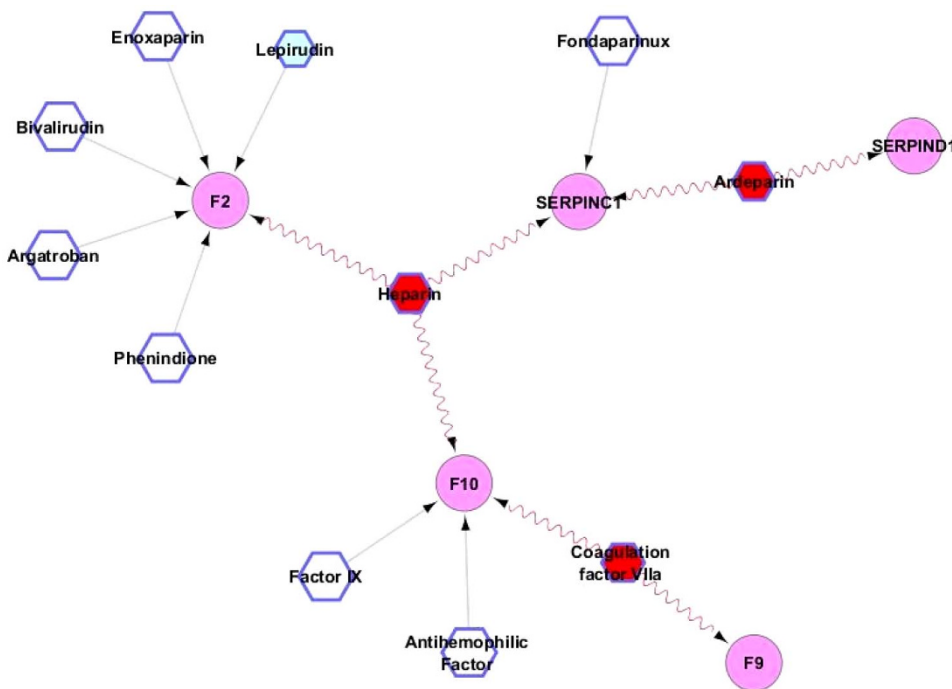 Enoxaparin
Lepirudin
Fondaparinux
Bivalirudin
SERPIND1
Ardeparin
F2
SERPINC1
Argatroban
Heparin
Phenindione
F10
Coagulation
factor VIIa
Factor IX
Antihemophilic
Factor
F9